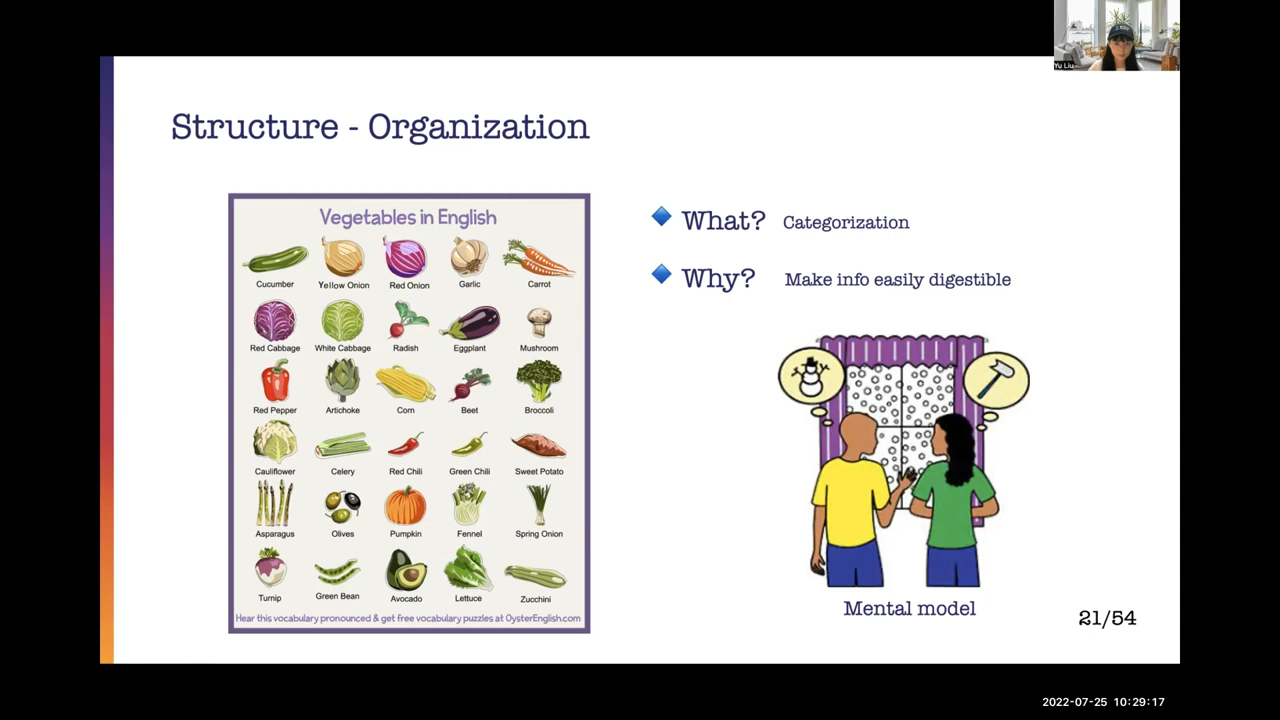 Yu Liu
Structure - Organization
Vegetables in English
Cucumber Yellow Onion Red Onion Garlic Carrot
Red Cabbage White Cabbage Radish Eggplant Mushroom
Red Pepper Artichoke Corn Beet Broccoli
Cauliflower Celery Red Chili Green Chili Sweet Potato
Asparagus Olives Pumpkin Fennel Spring Onion
Turnip Green Bean Avocado Lettuce Zucchini
Hear this vocabulary pronounced & get free vocabulary puzzles at OysterEnglish.com
What? Categorization
Why? Make info easily digestible
Mental model
21/54
2022-07-25 10:29:17